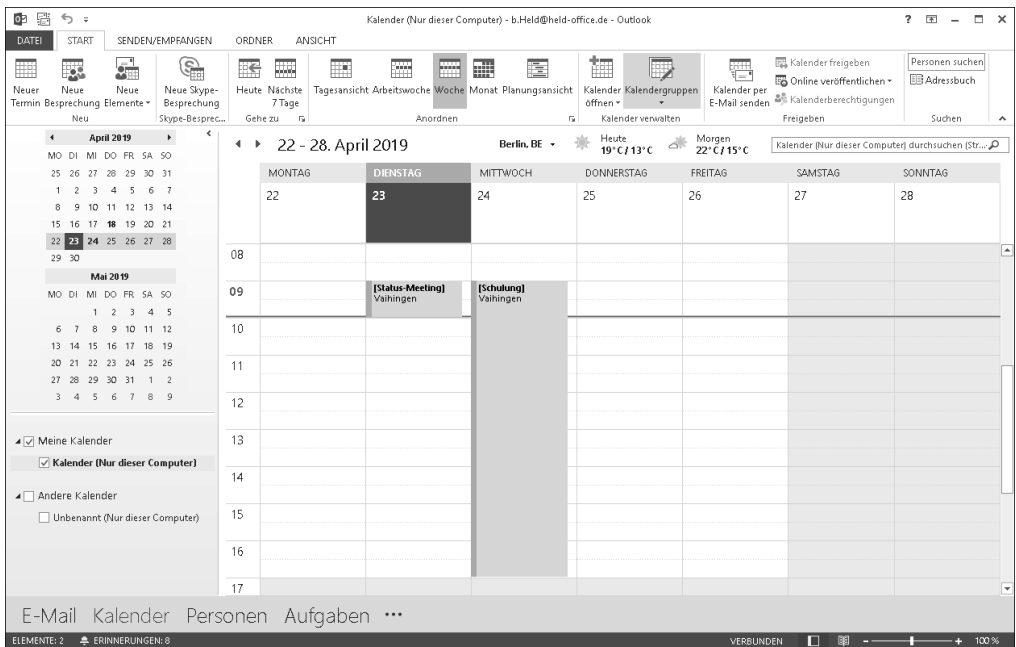 Kalender (Nur dieser Computer) - b.Held@held-office.de - Outlook
?
DATEI START SENDEN/EMPFANGEN ORDNER ANSICHT
Neuer Termin
Neue Besprechung
Neue Elemente
Neue Skype-Besprechung
Heute
Nächste 7 Tage
Tagesansicht
Arbeitswoche
Woche
Monat
Planungsansicht
Kalender öffnen
Kalendergruppen
Kalender per E-Mail senden
Kalender freigeben
Online veröffentlichen
Kalenderberechtigungen
Personen suchen
Adressbuch
Neu
Skype-Besprec...
Gehe zu
Anordnen
Kalender verwalten
Freigeben
Suchen
April 2019
MO DI MI DO FR SA SO
25 26 27 28 29 30 31
1 2 3 4 5 6 7
8 9 10 11 12 13 14
15 16 17 18 19 20 21
22 23 24 25 26 27 28
29 30
Mai 2019
MO DI MI DO FR SA SO
1 2 3 4 5
6 7 8 9 10 11 12
13 14 15 16 17 18 19
20 21 22 23 24 25 26
27 28 29 30 31 1 2
3 4 5 6 7 8 9
Meine Kalender
Kalender (Nur dieser Computer)
Andere Kalender
Unbenannt (Nur dieser Computer)
22 - 28. April 2019
Berlin, BE
Heute
19°C/13°C
Morgen
22°C/15°C
Kalender (Nur dieser Computer) durchsuchen (Str...
MONTAG DIENSTAG MITTWOCH DONNERSTAG FREITAG SAMSTAG SONNTAG
22 23 24 25 26 27 28
08
09
[Status-Meeting]
Vaihingen
[Schulung]
Vaihingen
10
11
12
13
14
15
16
17
E-Mail Kalender Personen Aufgaben •••
ELEMENTE: 2 ERINNERUNGEN: 8
VERBUNDEN
- + 100 %